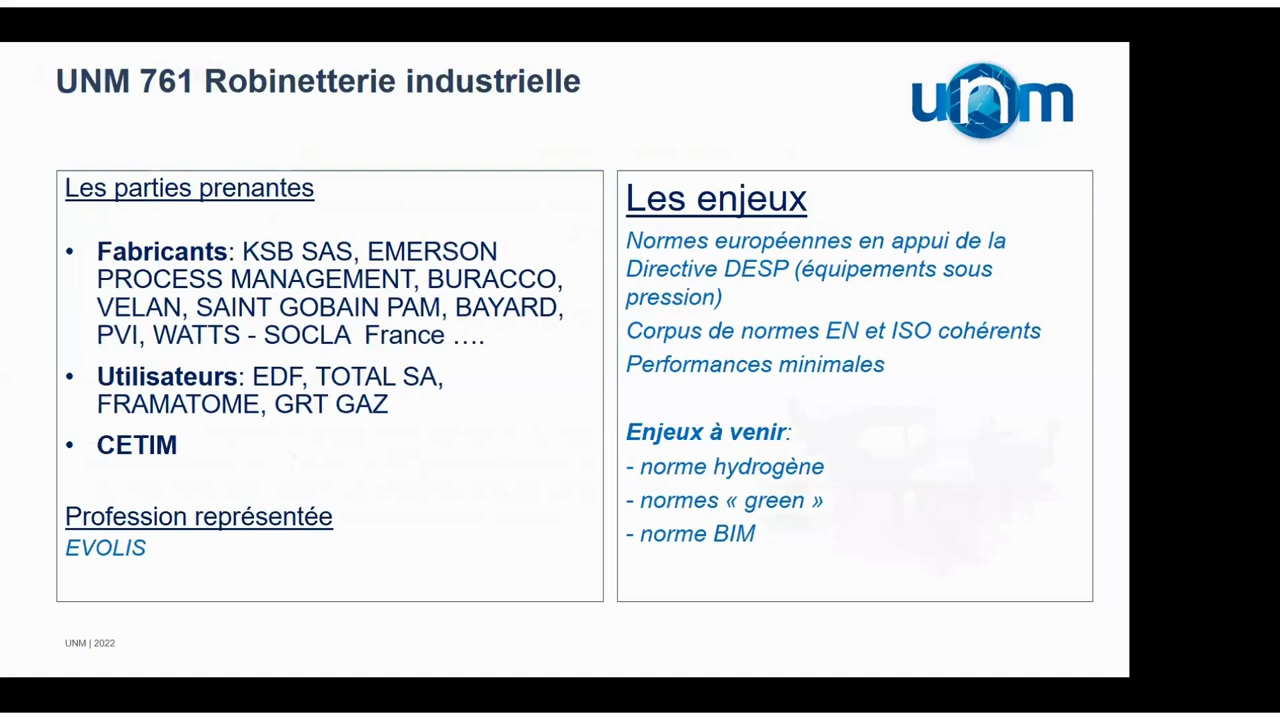 UNM 761 Robinetterie industrielle
unm
Les parties prenantes
• Fabricants: KSB SAS, EMERSON
PROCESS MANAGEMENT, BURACCO,
VELAN, SAINT GOBAIN PAM, BAYARD,
PVI, WATTS - SOCLA France ….
• Utilisateurs: EDF, TOTAL SA,
FRAMATOME, GRT GAZ
• CETIM
Profession représentée
EVOLIS
Les enjeux
Normes européennes en appui de la
Directive DESP (équipements sous
pression)
Corpus de normes EN et ISO cohérents
Performances minimales
Enjeux à venir:
- norme hydrogène
- normes « green »
- norme BIM
UNM | 2022